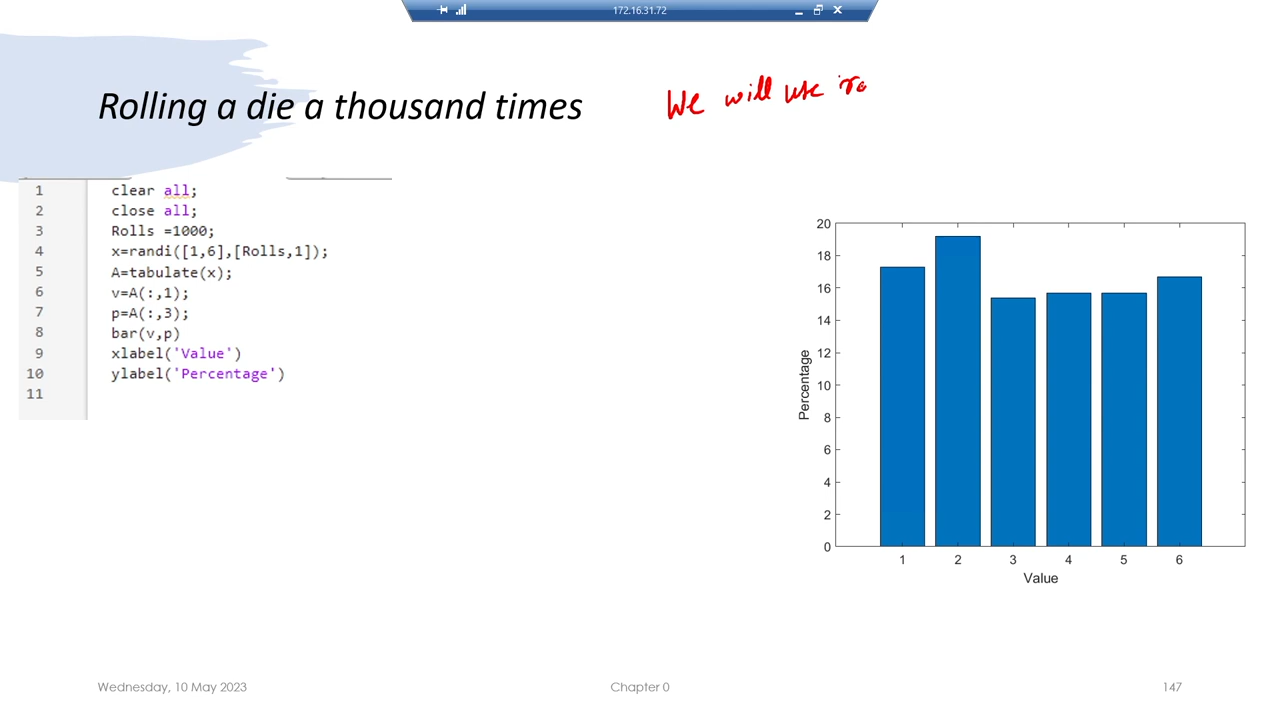 172.16.31.72
Rolling a die a thousand times
We will use ra
1 clear all;
2 close all;
3 Rolls =1000;
4 x=randi([1,6],[Rolls,1]);
5 A=tabulate(x);
6 v=A(:,1);
7 p=A(:,3);
8 bar(v,p)
9 xlabel('Value')
10 ylabel('Percentage')
11
20
18
16
14
12
10
8
6
4
2
0
Percentage
1 2 3 4 5 6
Value
Wednesday, 10 May 2023
Chapter 0
147